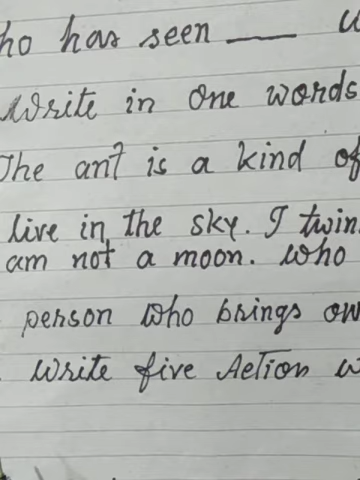 ho has seen ____ w
Write in one words
The ant is a kind of
live in the sky. I twin
am not a moon. Who
person who brings ow
write five Action w